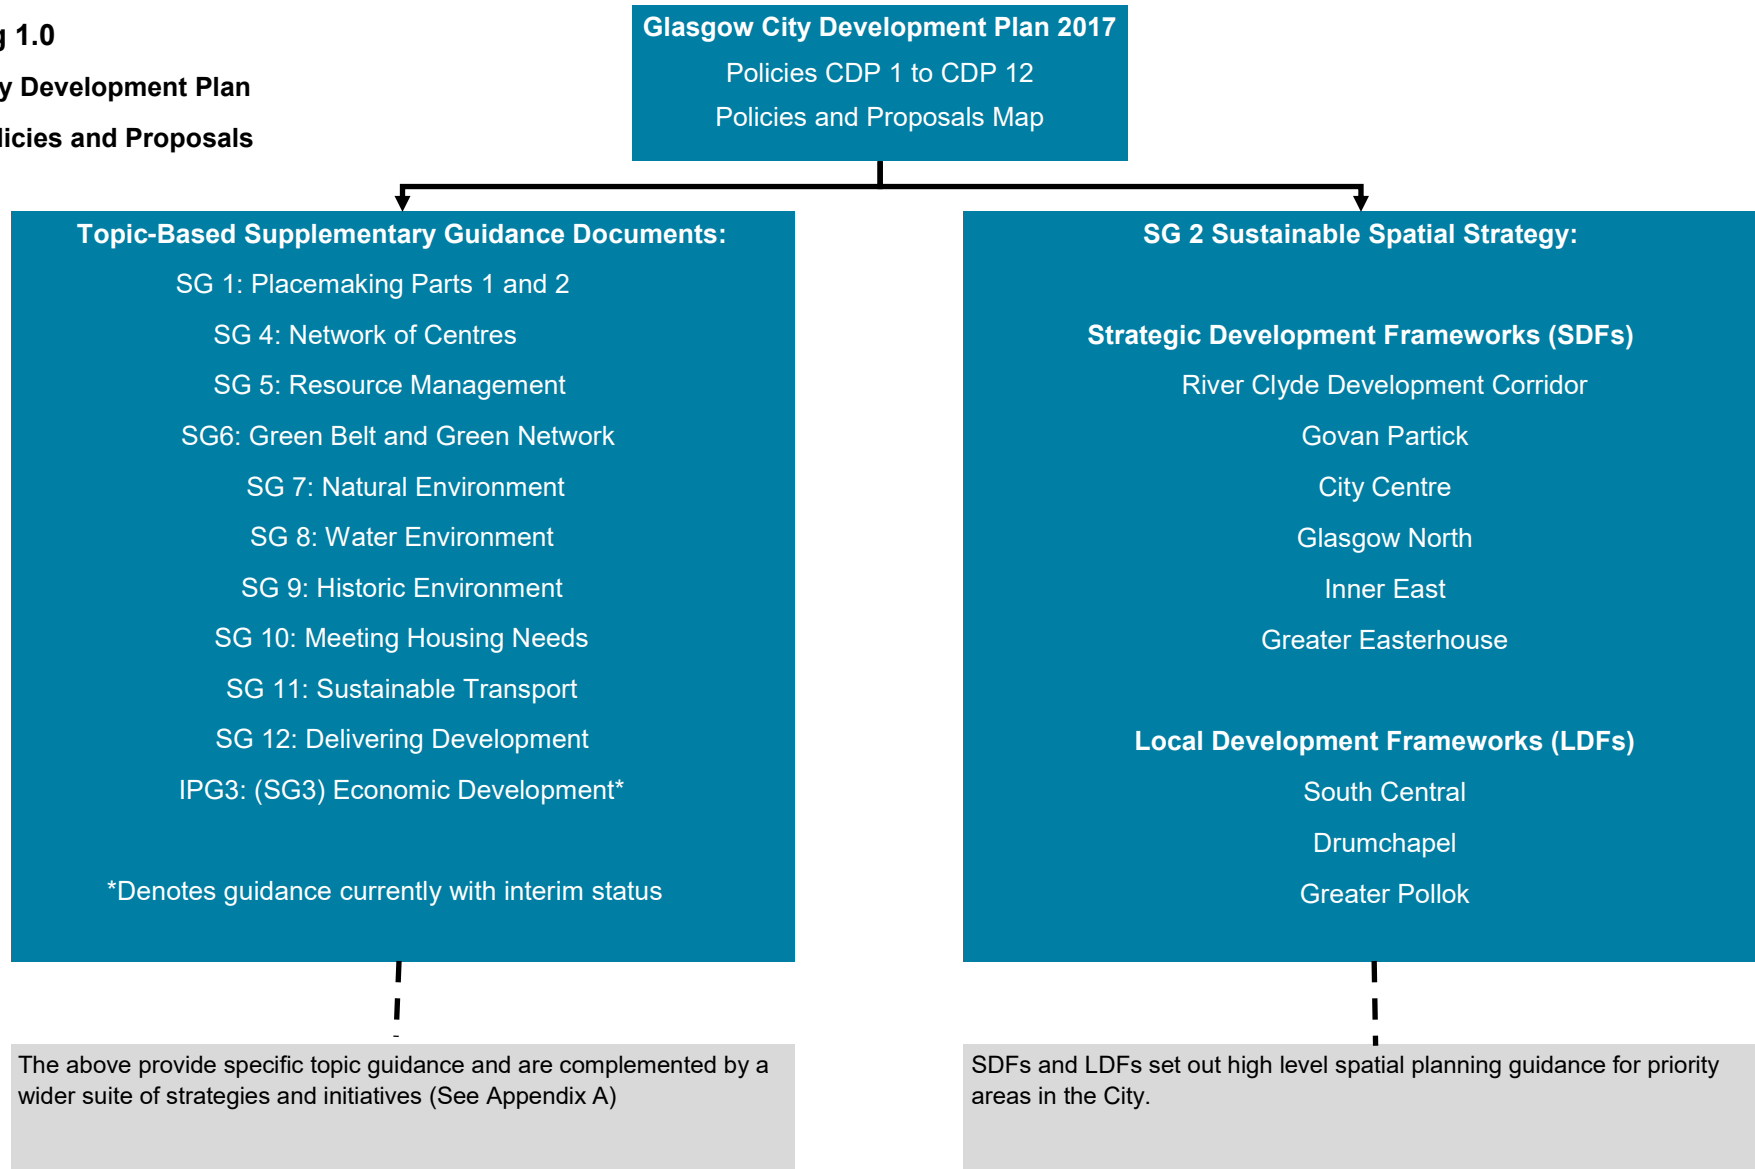 g 1.0
y Development Plan
licies and Proposals
Glasgow City Development Plan 2017
Policies CDP 1 to CDP 12
Policies and Proposals Map
Topic-Based Supplementary Guidance Documents:
SG 1: Placemaking Parts 1 and 2
SG 4: Network of Centres
SG 5: Resource Management
SG6: Green Belt and Green Network
SG 7: Natural Environment
SG 8: Water Environment
SG 9: Historic Environment
SG 10: Meeting Housing Needs
SG 11: Sustainable Transport
SG 12: Delivering Development
IPG3: (SG3) Economic Development*
*Denotes guidance currently with interim status
The above provide specific topic guidance and are complemented by a
wider suite of strategies and initiatives (See Appendix A)
SG 2 Sustainable Spatial Strategy:
Strategic Development Frameworks (SDFs)
River Clyde Development Corridor
Govan Partick
City Centre
Glasgow North
Inner East
Greater Easterhouse
Local Development Frameworks (LDFs)
South Central
Drumchapel
Greater Pollok
SDFs and LDFs set out high level spatial planning guidance for priority
areas in the City.